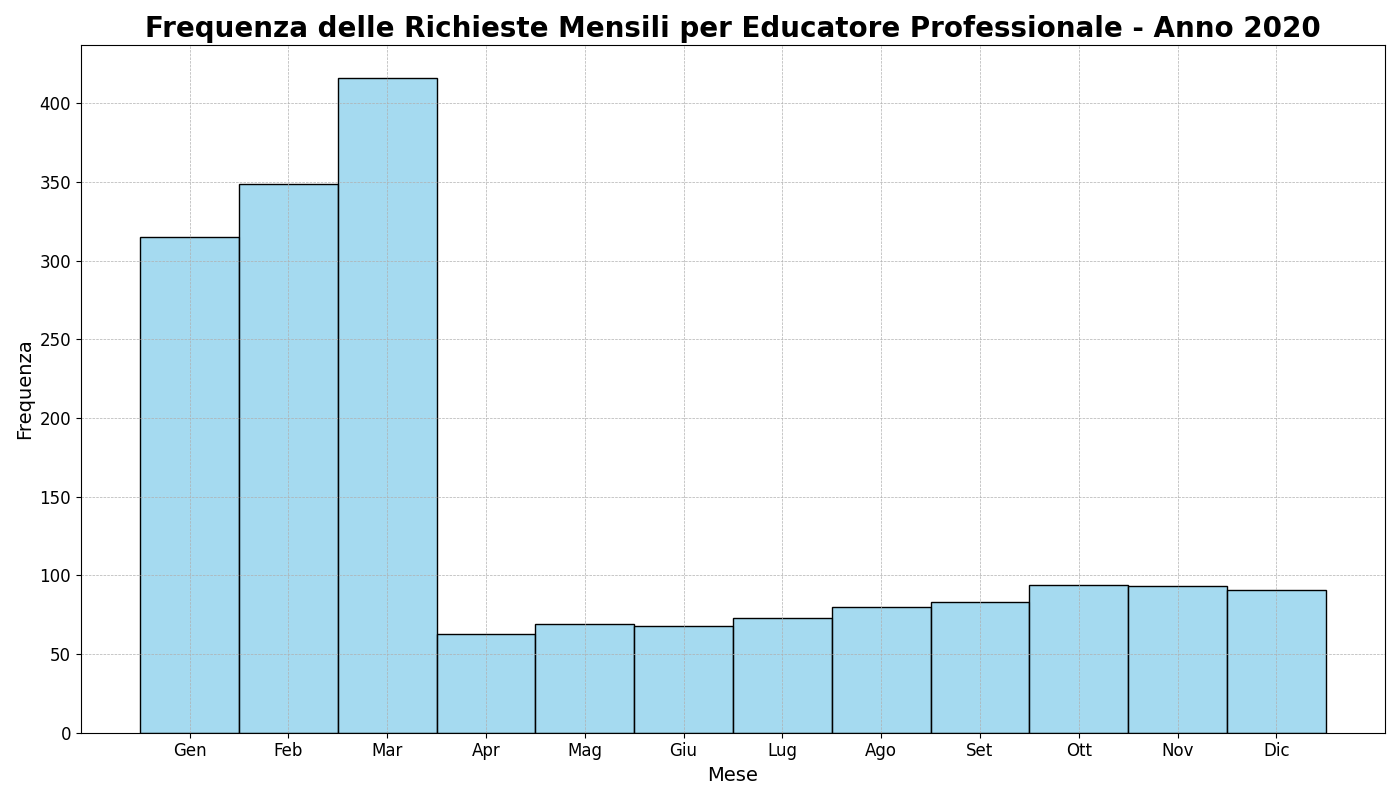 Frequenza delle Richieste Mensili per Educatore Professionale - Anno 2020
Frequenza
400
350
300
250
200
150
100
50
0
Gen Feb Mar Apr Mag Giu Lug Ago Set Ott Nov Dic
Mese